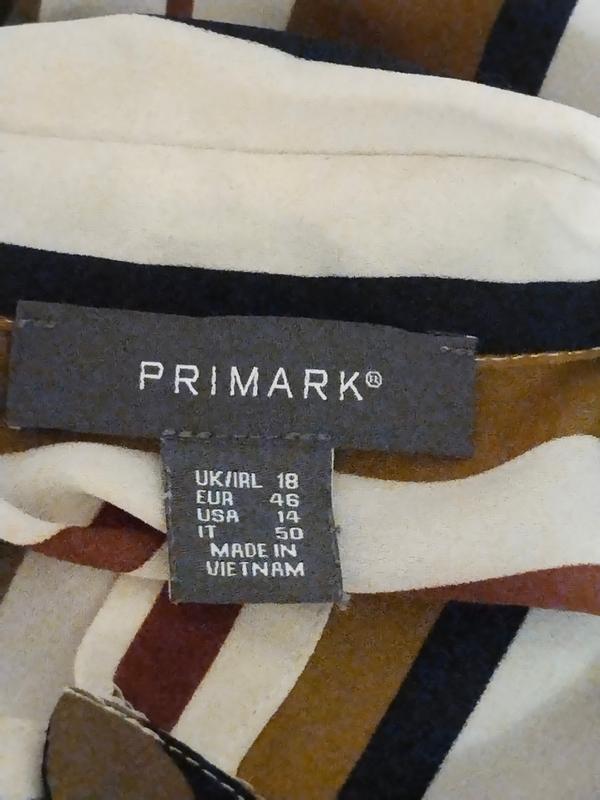 PRIMARK®
UK/IRL 18
EUR 46
USA 14
IT 50
MADE IN
VIETNAM